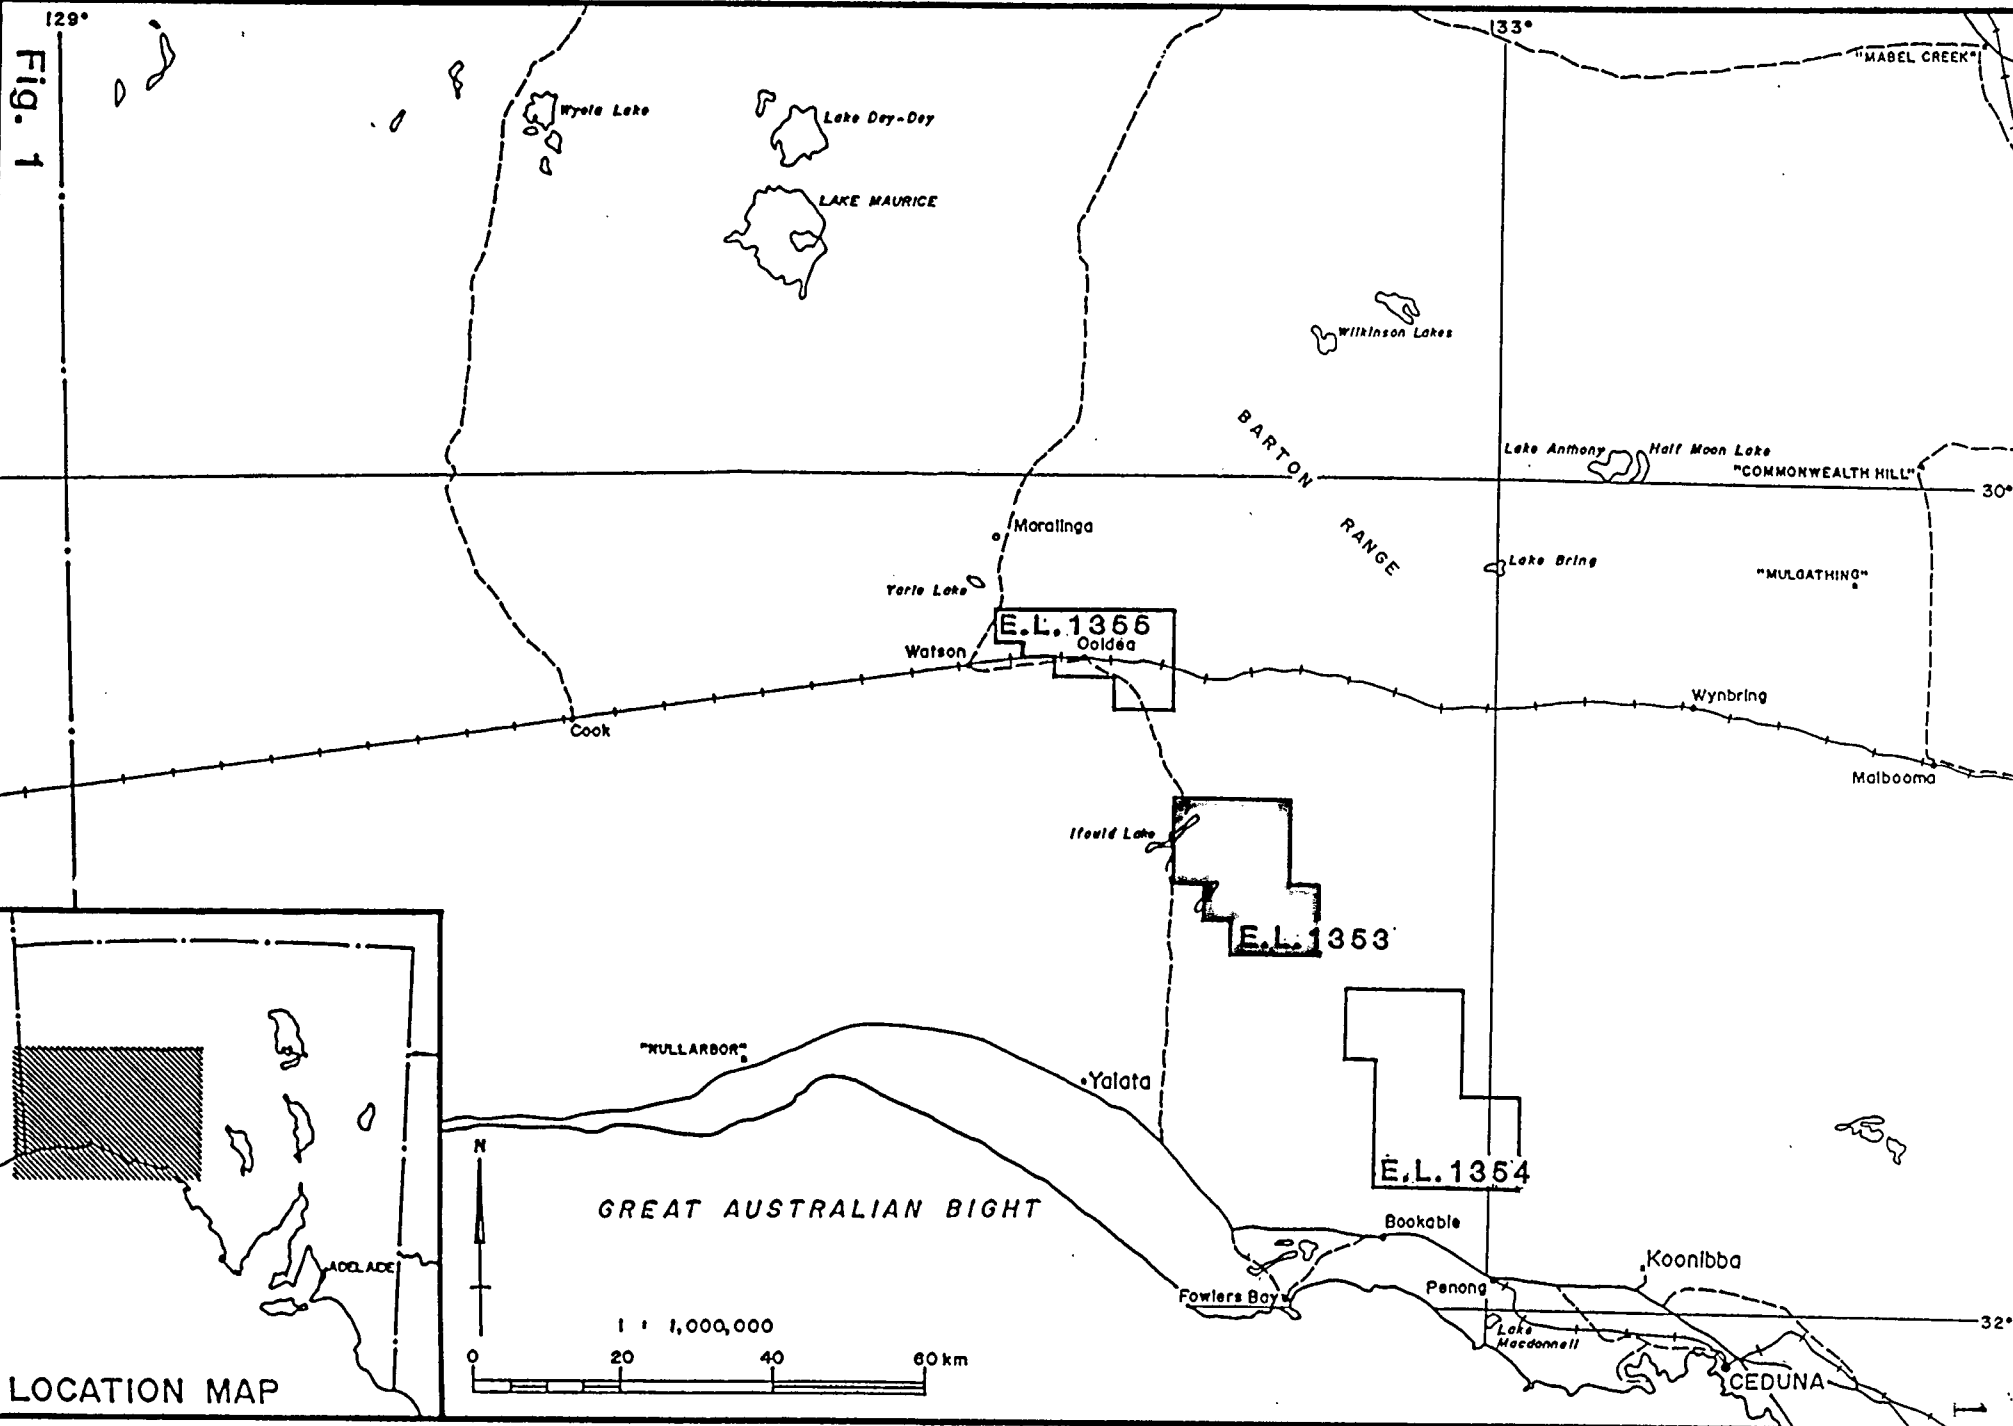 129°
133°
Fig. 1
"MABEL CREEK"
Wyola Lake
Lake Dey-Dey
LAKE MAURICE
Wilkinson Lakes
BARTON
RANGE
Lake Anthony
Half Moon Lake
"COMMONWEALTH HILL"
30°
Maralinga
Lake Bring
"MULGATHING"
Yarle Lake
E.L. 1355
Ooldea
Watson
Wynbring
Cook
Malbooma
Ifould Lake
E.L. 1353
"NULLARBOR"
Yalata
E.L. 1354
N
GREAT AUSTRALIAN BIGHT
Bookabie
Koonibba
Penong
Fowlers Bay
32°
Lake
Macdonnell
CEDUNA
ADELAIDE
1 : 1,000,000
0 20 40 60 km
LOCATION MAP
1